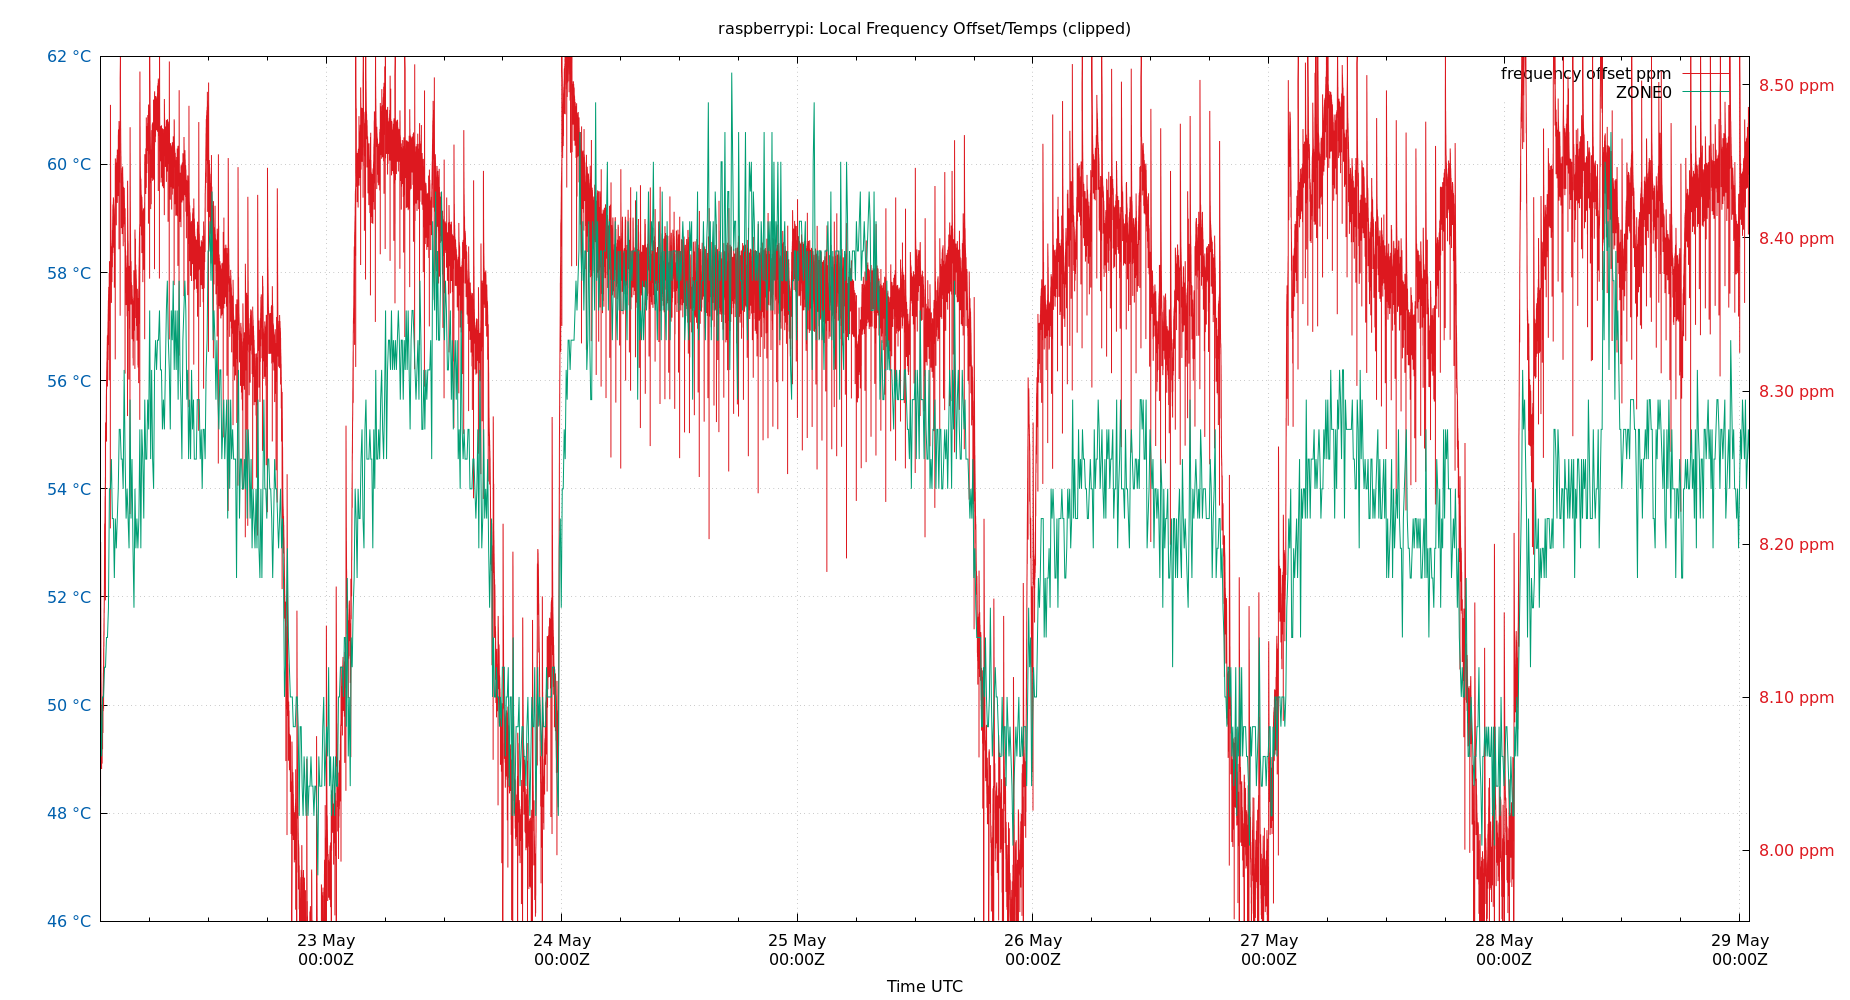 raspberrypi: Local Frequency Offset/Temps (clipped)
62 °C
60 °C
58 °C
56 °C
54 °C
52 °C
50 °C
48 °C
46 °C
frequency offset ppm
ZONE0
8.50 ppm
8.40 ppm
8.30 ppm
8.20 ppm
8.10 ppm
8.00 ppm
23 May
00:00Z
24 May
00:00Z
25 May
00:00Z
26 May
00:00Z
27 May
00:00Z
28 May
00:00Z
29 May
00:00Z
Time UTC